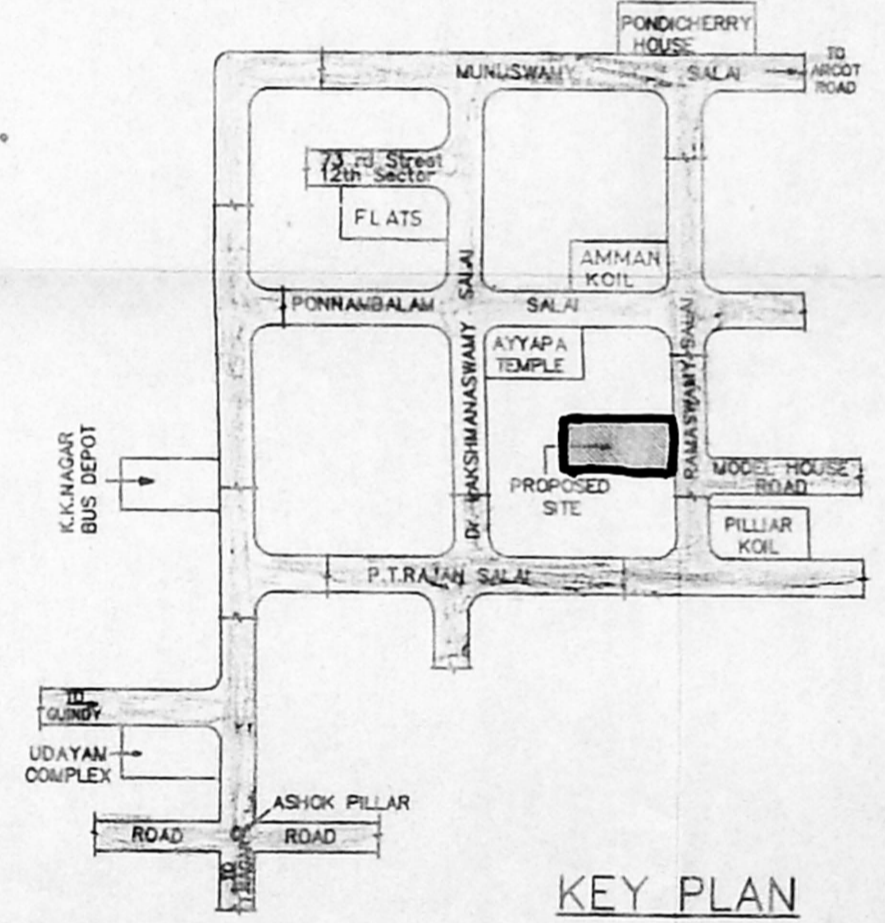 PONDICHERRY
HOUSE
MUNUSWAMY SALAI
TO
ARCOT
ROAD
73 rd Street
12th Sector
FLATS
AMMAN
KOIL
PONNAMBALAM SALAI
Dr. LAKSHMANASWAMY SALAI
RAMASWAMY SALAI
AYYAPA
TEMPLE
K.K.NAGAR
BUS DEPOT
PROPOSED
SITE
MODEL HOUSE
ROAD
PILLIAR
KOIL
P.T.RAJAN SALAI
TO
GUINDY
UDAYAM
COMPLEX
ASHOK PILLAR
ROAD ROAD
TO
KEY PLAN